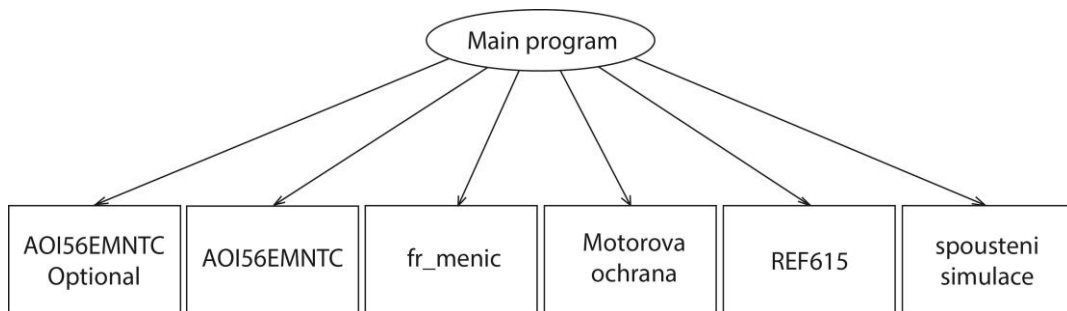 Main program
AOI56EMNTC
Optional
AOI56EMNTC
fr_menic
Motorova
ochrana
REF615
spousteni
simulace